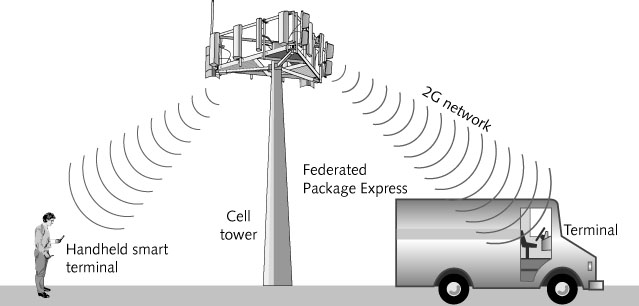 2G network
Federated
Package Express
Cell
tower
Handheld smart
terminal
Terminal